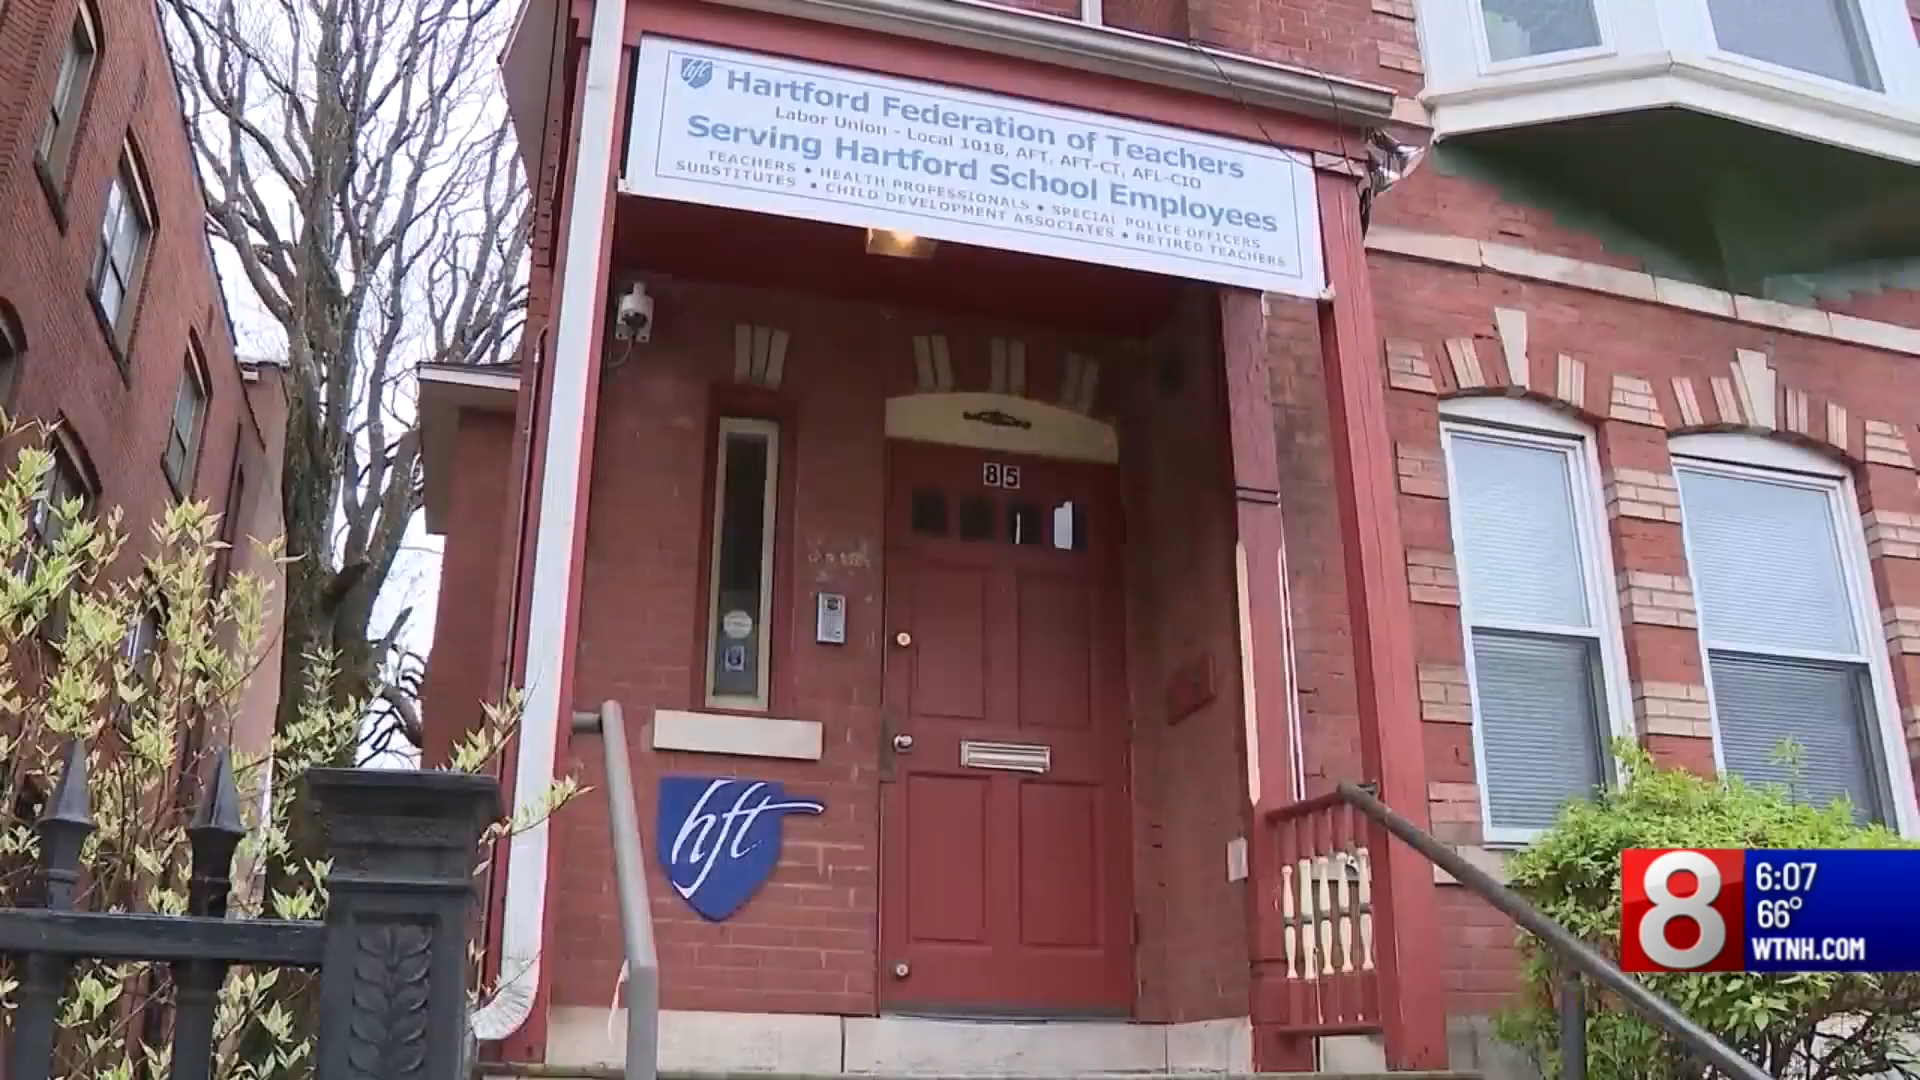 hft Hartford Federation of Teachers
Labor Union - Local 1018, AFT, AFT-CT, AFL-CIO
Serving Hartford School Employees
TEACHERS • HEALTH PROFESSIONALS • SPECIAL POLICE OFFICERS
SUBSTITUTES • CHILD DEVELOPMENT ASSOCIATES • RETIRED TEACHERS
85
hft
8
6:07
66°
WTNH.COM